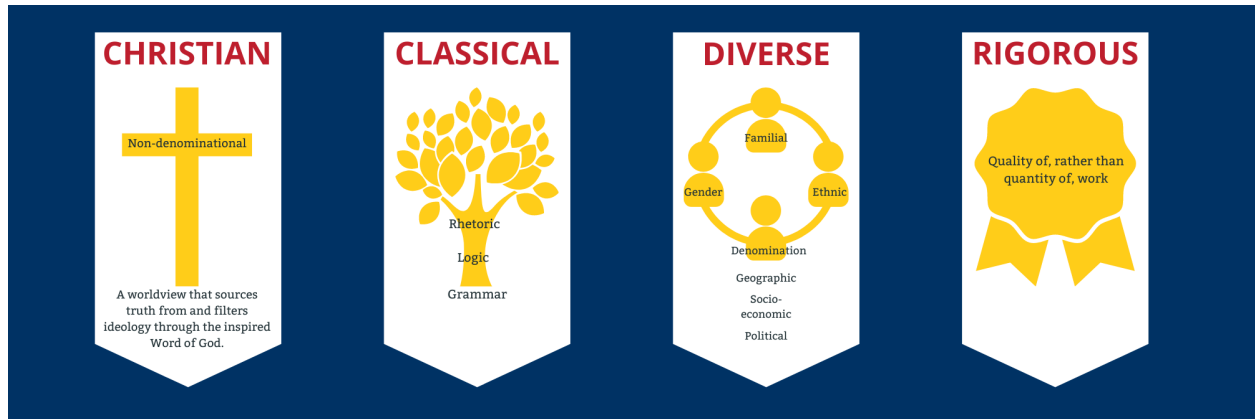 CHRISTIAN
Non-denominational
A worldview that sources
truth from and filters
ideology through the inspired
Word of God.
CLASSICAL
Rhetoric
Logic
Grammar
DIVERSE
Familial
Gender
Ethnic
Denomination
Geographic
Socio-
economic
Political
RIGOROUS
Quality of, rather than
quantity of, work